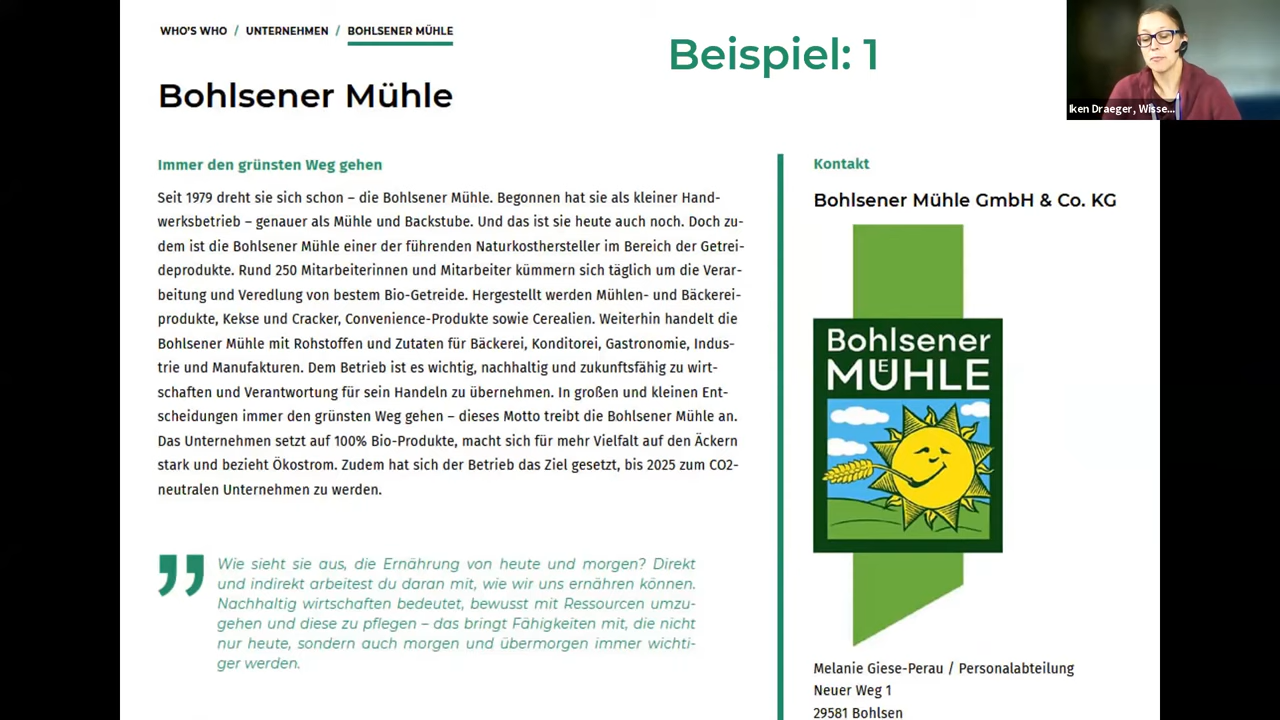 WHO'S WHO / UNTERNEHMEN / BOHLSENER MÜHLE
Beispiel: 1
Iken Draeger, Wisse...
Bohlsener Mühle
Immer den grünsten Weg gehen
Seit 1979 dreht sie sich schon – die Bohlsener Mühle. Begonnen hat sie als kleiner Hand-
werksbetrieb – genauer als Mühle und Backstube. Und das ist sie heute auch noch. Doch zu-
dem ist die Bohlsener Mühle einer der führenden Naturkosthersteller im Bereich der Getrei-
deprodukte. Rund 250 Mitarbeiterinnen und Mitarbeiter kümmern sich täglich um die Verar-
beitung und Veredlung von bestem Bio-Getreide. Hergestellt werden Mühlen- und Bäckerei-
produkte, Kekse und Cracker, Convenience-Produkte sowie Cerealien. Weiterhin handelt die
Bohlsener Mühle mit Rohstoffen und Zutaten für Bäckerei, Konditorei, Gastronomie, Indus-
trie und Manufakturen. Dem Betrieb ist es wichtig, nachhaltig und zukunftsfähig zu wirt-
schaften und Verantwortung für sein Handeln zu übernehmen. In großen und kleinen Ent-
scheidungen immer den grünsten Weg gehen – dieses Motto treibt die Bohlsener Mühle an.
Das Unternehmen setzt auf 100% Bio-Produkte, macht sich für mehr Vielfalt auf den Äckern
stark und bezieht Ökostrom. Zudem hat sich der Betrieb das Ziel gesetzt, bis 2025 zum CO2-
neutralen Unternehmen zu werden.
Wie sieht sie aus, die Ernährung von heute und morgen? Direkt
und indirekt arbeitest du daran mit, wie wir uns ernähren können.
Nachhaltig wirtschaften bedeutet, bewusst mit Ressourcen umzu-
gehen und diese zu pflegen – das bringt Fähigkeiten mit, die nicht
nur heute, sondern auch morgen und übermorgen immer wichti-
ger werden.
Kontakt
Bohlsener Mühle GmbH & Co. KG
Bohlsener
MUEHLE
Melanie Giese-Perau / Personalabteilung
Neuer Weg 1
29581 Bohlsen